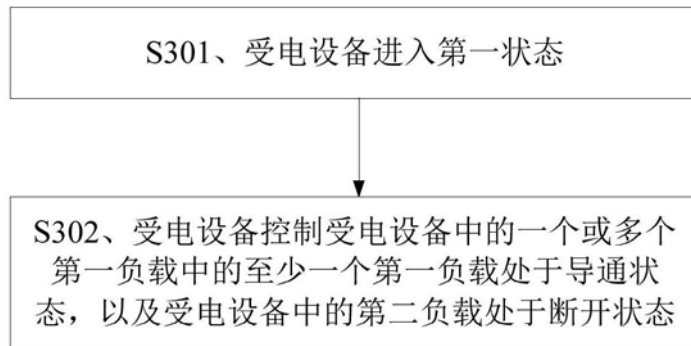 S301、受电设备进入第一状态
S302、受电设备控制受电设备中的一个或多个
第一负载中的至少一个第一负载处于导通状
态，以及受电设备中的第二负载处于断开状态